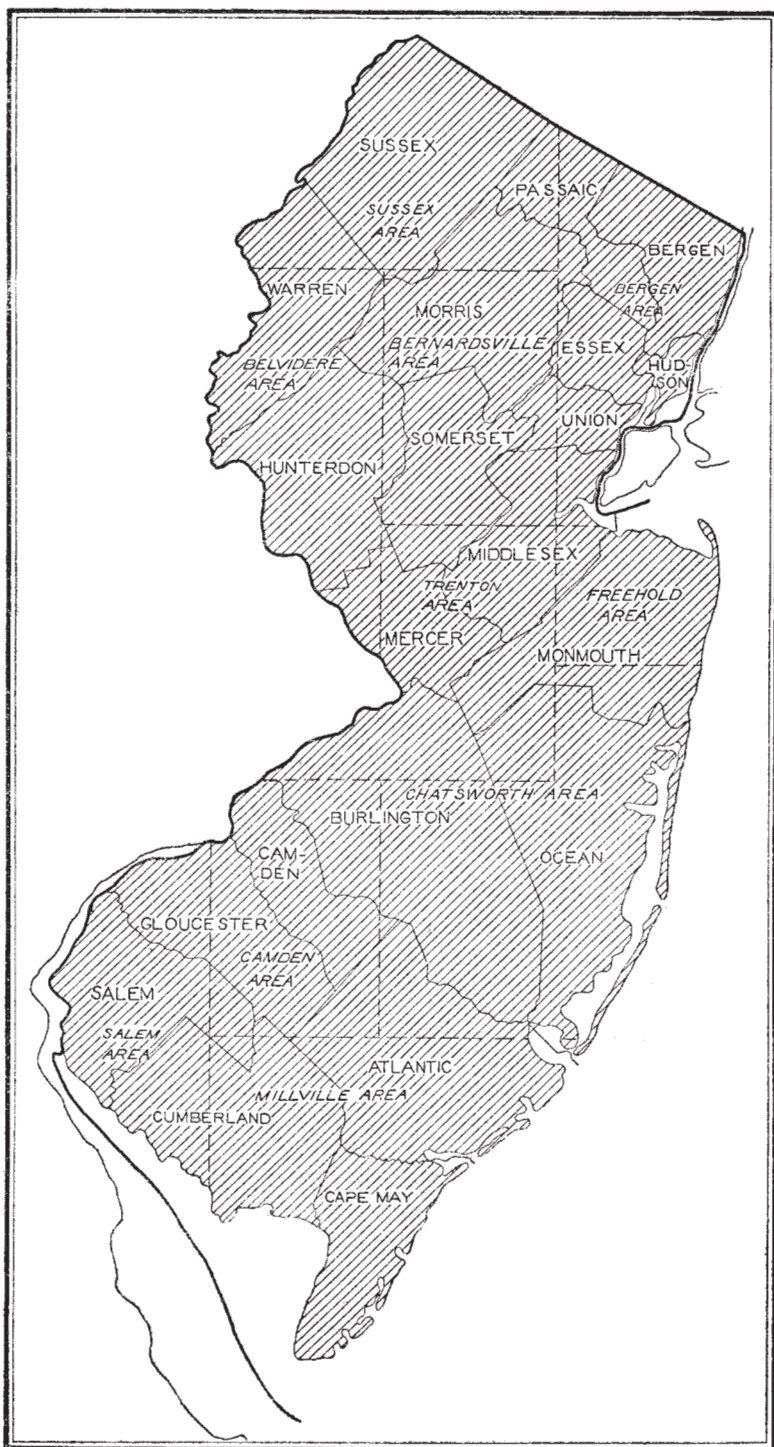 SUSSEX
PASSAIC
SUSSEX
AREA
BERGEN
WARREN
BERGEN
AREA
MORRIS
BERNARDSVILLE
AREA
ESSEX
BELVIDERE
AREA
HUD-
SON
UNION
SOMERSET
HUNTERDON
MIDDLESEX
TRENTON
AREA
FREEHOLD
AREA
MERCER
MONMOUTH
CHATSWORTH AREA
BURLINGTON
CAM-
DEN
OCEAN
GLOUCESTER
CAMDEN
AREA
SALEM
SALEM
AREA
ATLANTIC
MILLVILLE AREA
CUMBERLAND
CAPE MAY